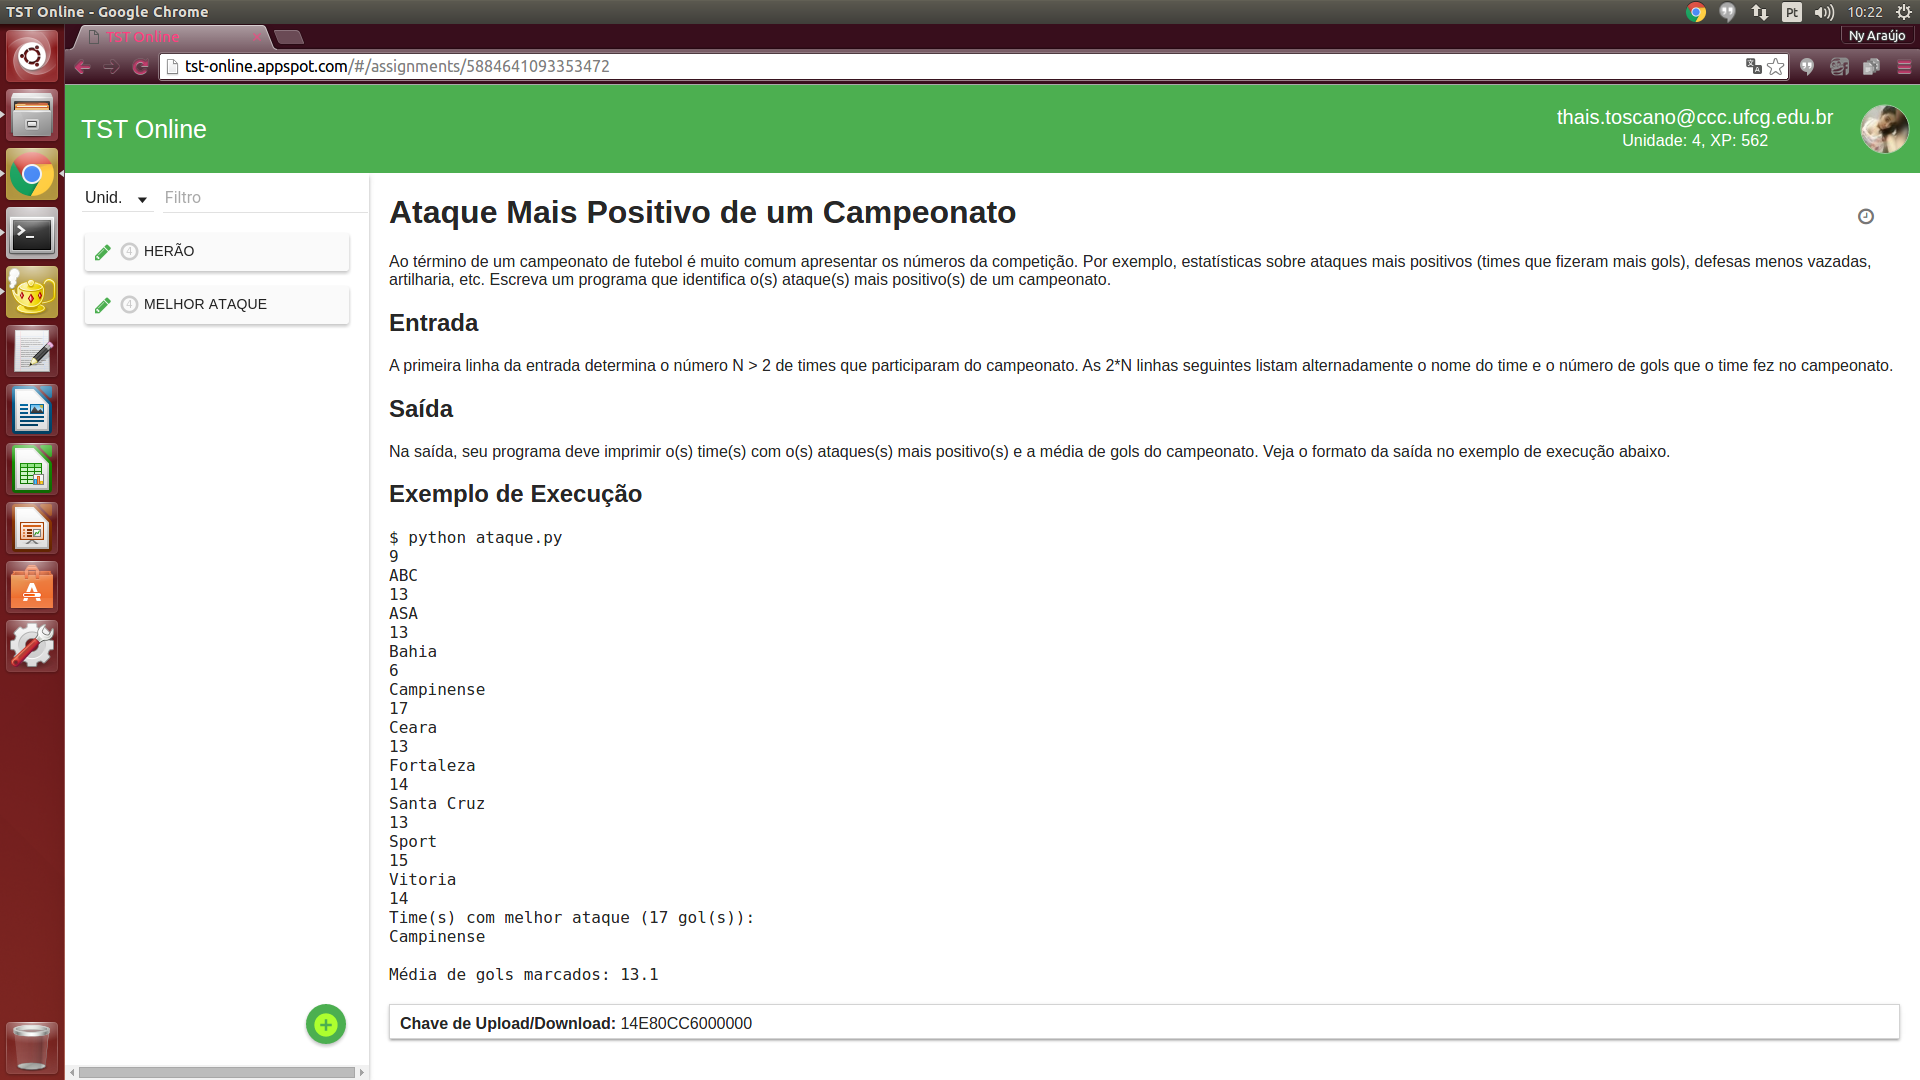 TST Online - Google Chrome
Pt
10:22
TST Online
Ny Araújo
tst-online.appspot.com/#/assignments/5884641093353472
TST Online
thais.toscano@ccc.ufcg.edu.br
Unidade: 4, XP: 562
Unid.
Filtro
4 HERÃO
4 MELHOR ATAQUE
Ataque Mais Positivo de um Campeonato
Ao término de um campeonato de futebol é muito comum apresentar os números da competição. Por exemplo, estatísticas sobre ataques mais positivos (times que fizeram mais gols), defesas menos vazadas,
artilharia, etc. Escreva um programa que identifica o(s) ataque(s) mais positivo(s) de um campeonato.
Entrada
A primeira linha da entrada determina o número N > 2 de times que participaram do campeonato. As 2*N linhas seguintes listam alternadamente o nome do time e o número de gols que o time fez no campeonato.
Saída
Na saída, seu programa deve imprimir o(s) time(s) com o(s) ataques(s) mais positivo(s) e a média de gols do campeonato. Veja o formato da saída no exemplo de execução abaixo.
Exemplo de Execução
$ python ataque.py
9
ABC
13
ASA
13
Bahia
6
Campinense
17
Ceara
13
Fortaleza
14
Santa Cruz
13
Sport
15
Vitoria
14
Time(s) com melhor ataque (17 gol(s)):
Campinense
Média de gols marcados: 13.1
Chave de Upload/Download: 14E80CC6000000